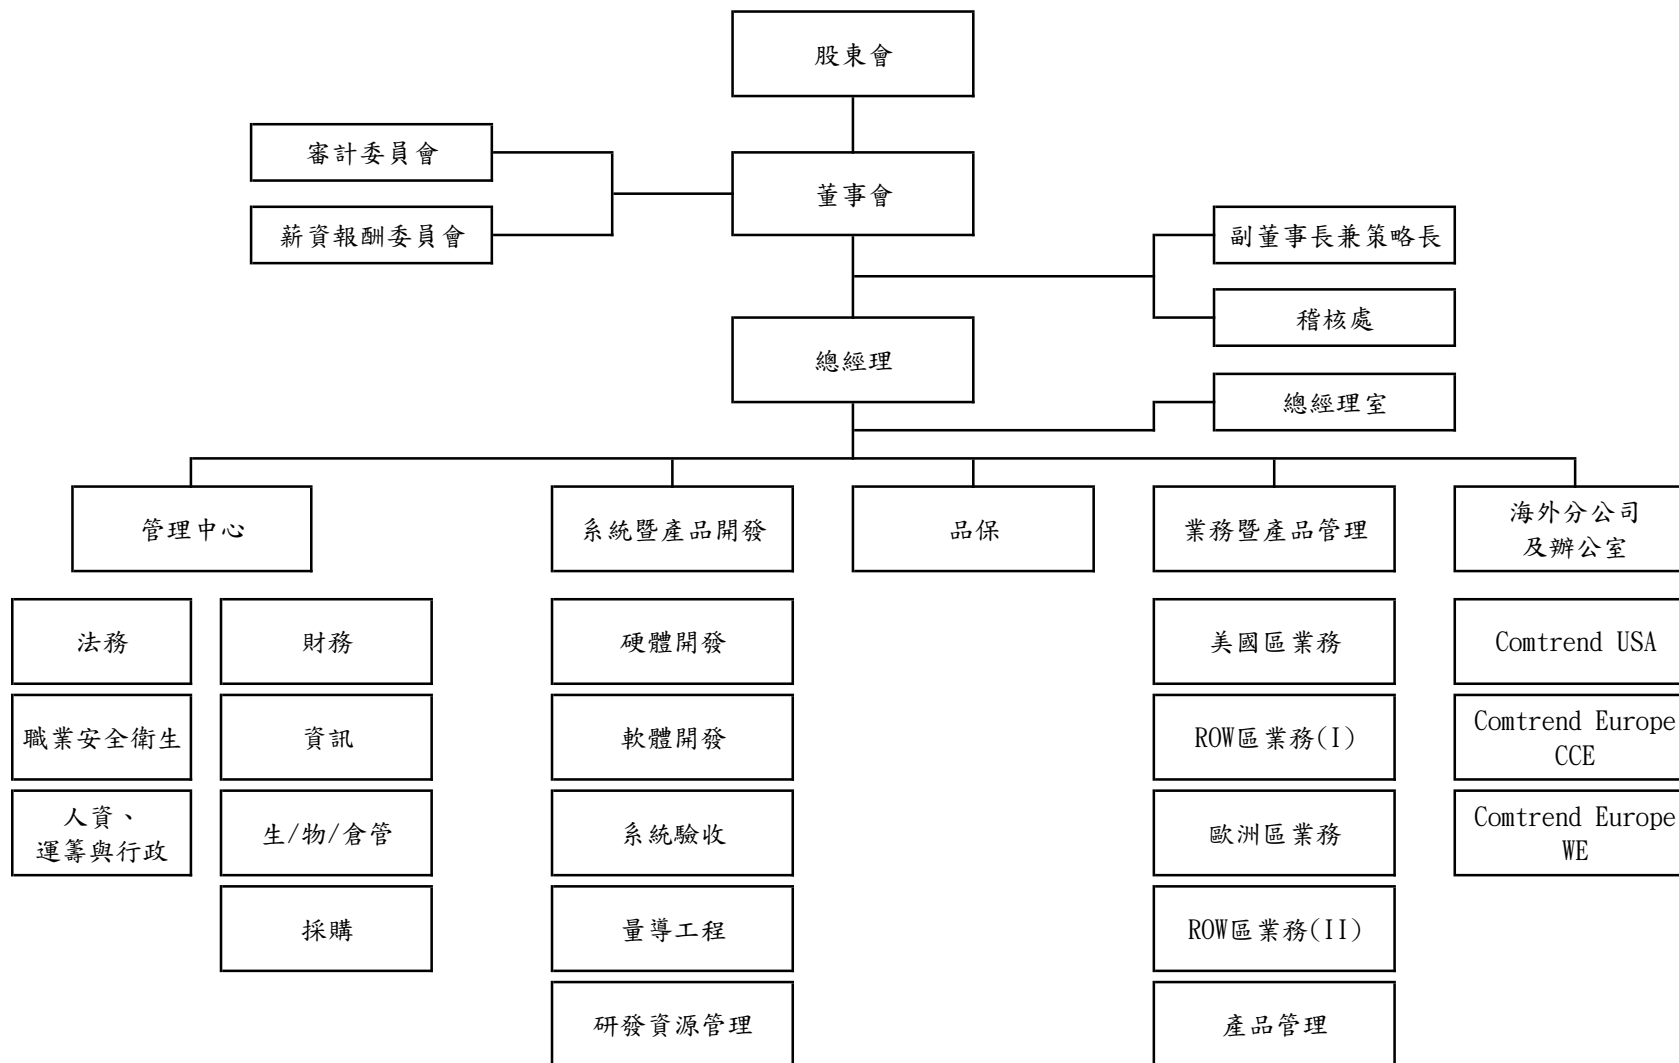 股東會
審計委員會
董事會
薪資報酬委員會
副董事長兼策略長
稽核處
總經理
總經理室
管理中心
系統暨產品開發
品保
業務暨產品管理
海外分公司
及辦公室
法務
財務
硬體開發
美國區業務
Comtrend USA
職業安全衛生
資訊
軟體開發
ROW區業務(I)
Comtrend Europe
CCE
人資、
運籌與行政
生/物/倉管
系統驗收
歐洲區業務
Comtrend Europe
WE
採購
量導工程
ROW區業務(II)
研發資源管理
產品管理